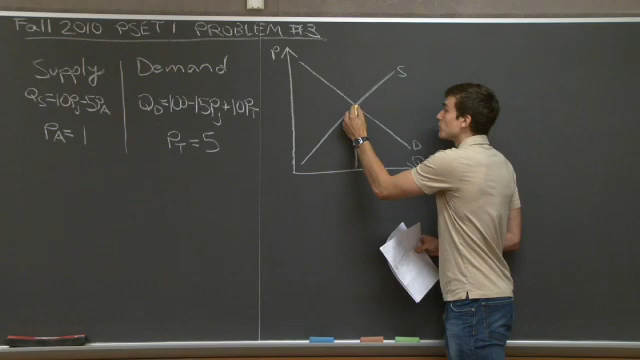 Fall 2010 PSET 1 PROBLEM #3
Supply
Demand
Qs=10Pj-5PA
QD=100-15Pj+10PT
PA=1
PT=5
P
S
D